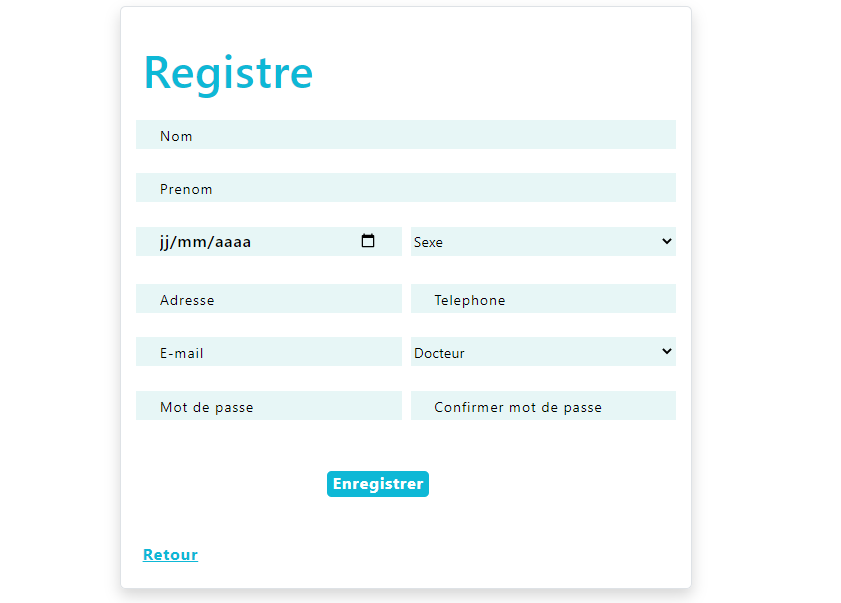 Registre
Nom
Prenom
jj/mm/aaaa Sexe
Adresse Telephone
E-mail Docteur
Mot de passe Confirmer mot de passe
Enregistrer
Retour